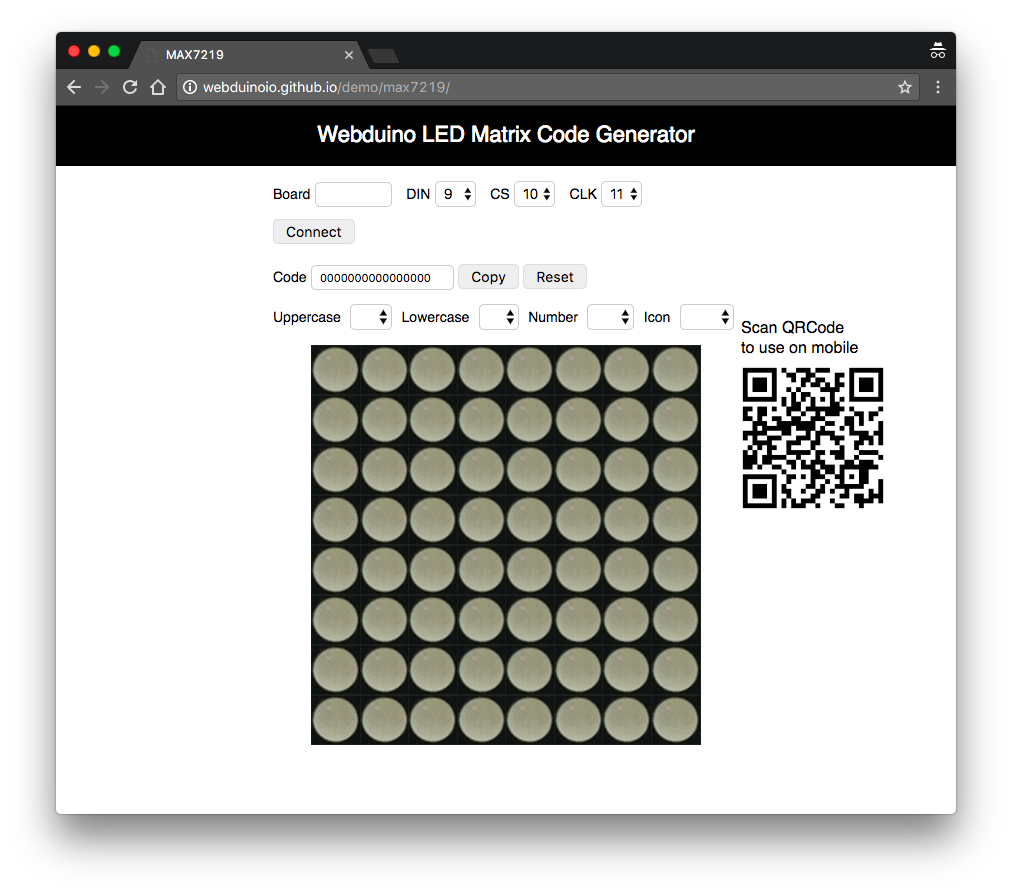 MAX7219
webduinoio.github.io/demo/max7219/
Webduino LED Matrix Code Generator
Board DIN 9 CS 10 CLK 11
Connect
Code 0000000000000000 Copy Reset
Uppercase Lowercase Number Icon
Scan QRCode
to use on mobile